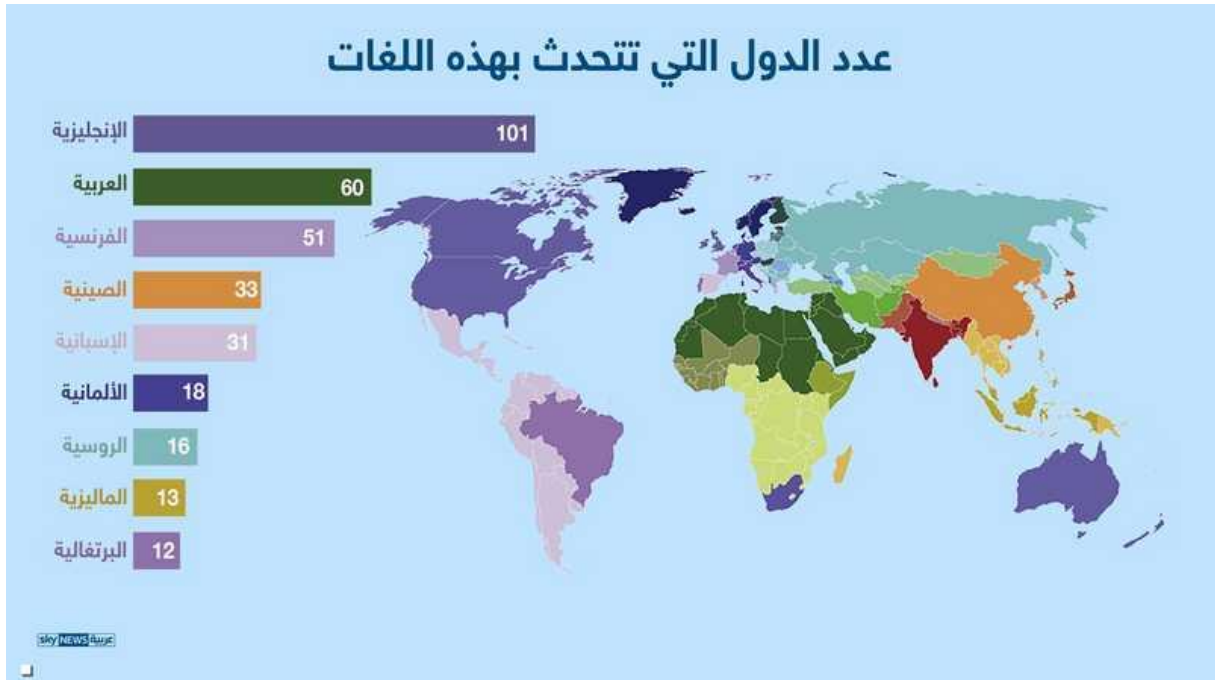 عدد الدول التي تتحدث بهذه اللغات
الإنجليزية 101
العربية 60
الفرنسية 51
الصينية 33
الإسبانية 31
الألمانية 18
الروسية 16
الماليزية 13
البرتغالية 12
sky NEWS عربية